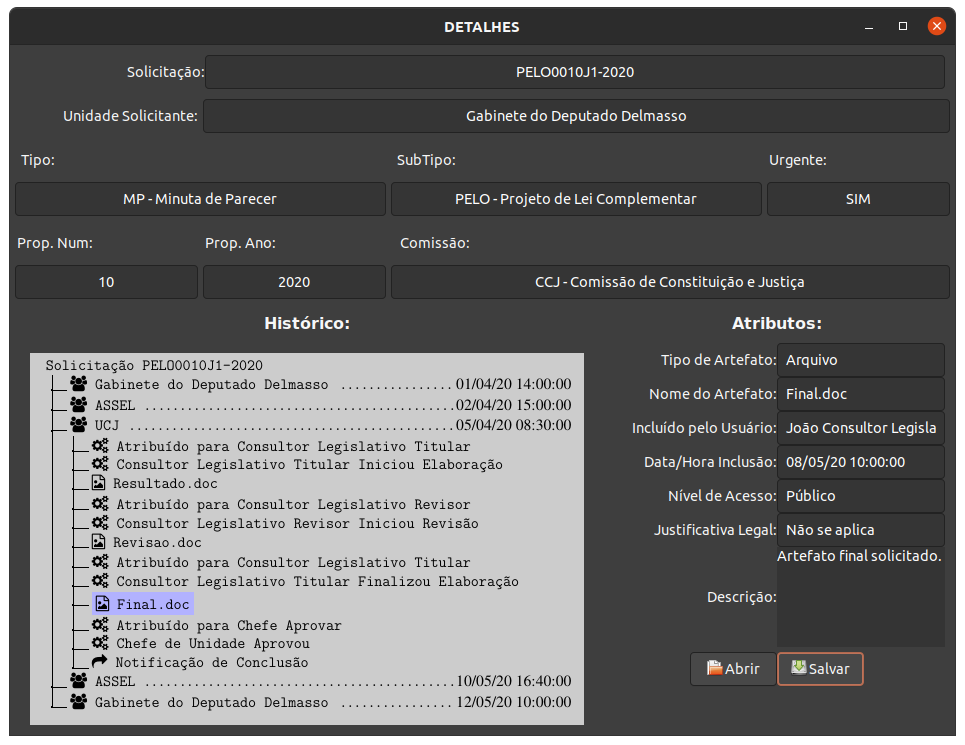 DETALHES
Solicitação: PELO0010J1-2020
Unidade Solicitante: Gabinete do Deputado Delmasso
Tipo: SubTipo: Urgente:
MP - Minuta de Parecer PELO - Projeto de Lei Complementar SIM
Prop. Num: Prop. Ano: Comissão:
10 2020 CCJ - Comissão de Constituição e Justiça
Histórico:
Solicitação PELO0010J1-2020
Gabinete do Deputado Delmasso ................ 01/04/20 14:00:00
ASSEL ........................................ 02/04/20 15:00:00
UCJ .......................................... 05/04/20 08:30:00
Atribuído para Consultor Legislativo Titular
Consultor Legislativo Titular Iniciou Elaboração
Resultado.doc
Atribuído para Consultor Legislativo Revisor
Consultor Legislativo Revisor Iniciou Revisão
Revisao.doc
Atribuído para Consultor Legislativo Titular
Consultor Legislativo Titular Finalizou Elaboração
Final.doc
Atribuído para Chefe Aprovar
Chefe de Unidade Aprovou
Notificação de Conclusão
ASSEL ........................................ 10/05/20 16:40:00
Gabinete do Deputado Delmasso ................ 12/05/20 10:00:00
Atributos:
Tipo de Artefato: Arquivo
Nome do Artefato: Final.doc
Incluído pelo Usuário: João Consultor Legisla
Data/Hora Inclusão: 08/05/20 10:00:00
Nível de Acesso: Público
Justificativa Legal: Não se aplica
Descrição: Artefato final solicitado.
Abrir Salvar